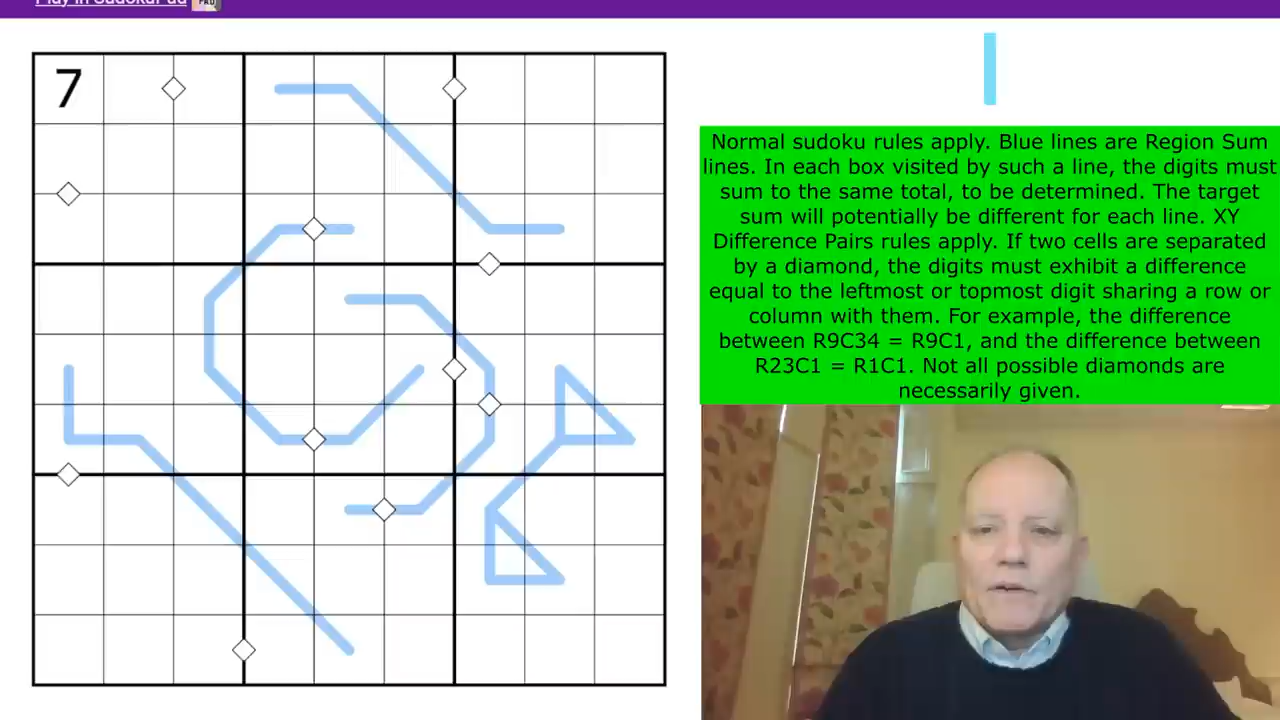 Play in SudokuPad
7
Normal sudoku rules apply. Blue lines are Region Sum
lines. In each box visited by such a line, the digits must
sum to the same total, to be determined. The target
sum will potentially be different for each line. XY
Difference Pairs rules apply. If two cells are separated
by a diamond, the digits must exhibit a difference
equal to the leftmost or topmost digit sharing a row or
column with them. For example, the difference
between R9C34 = R9C1, and the difference between
R23C1 = R1C1. Not all possible diamonds are
necessarily given.